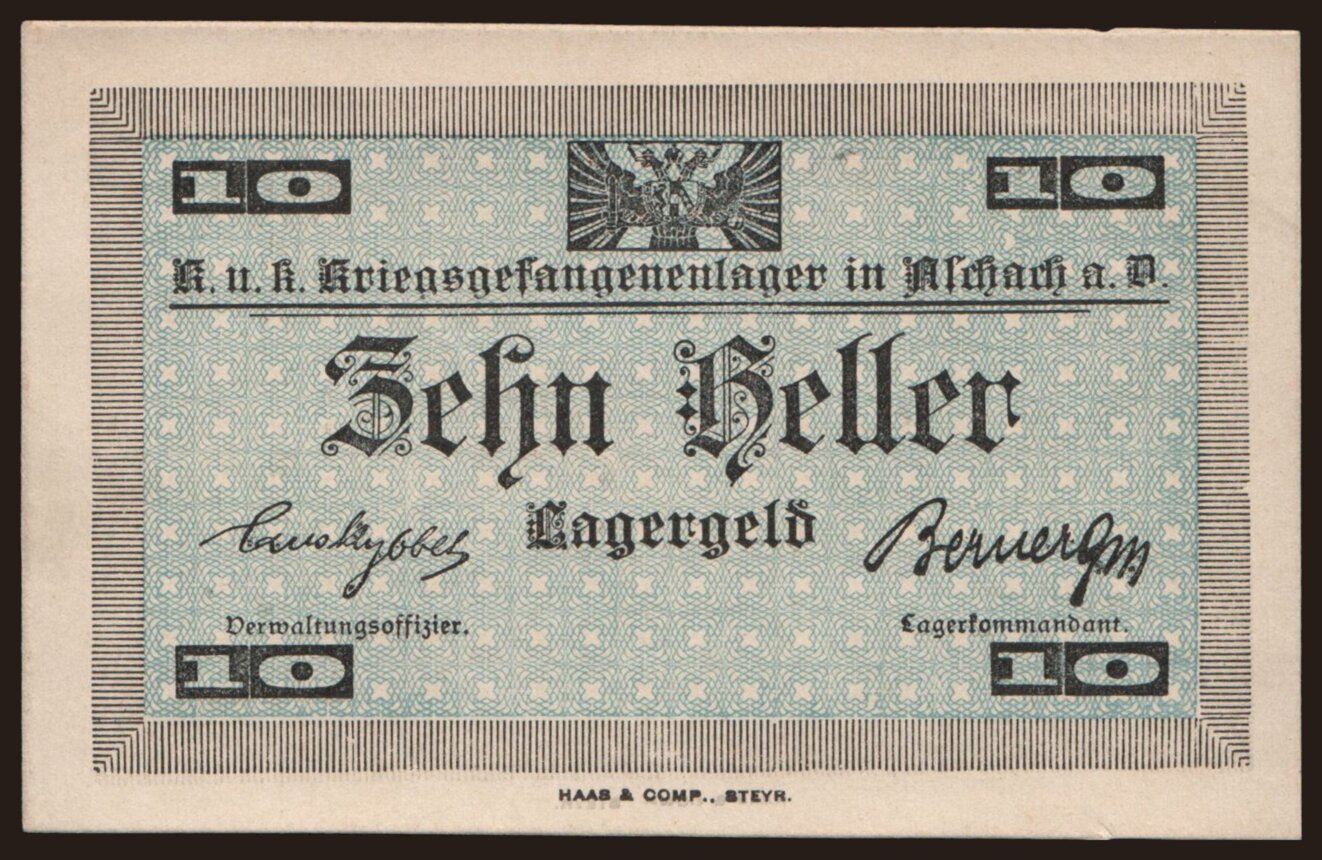 10 10
K. u. k. Kriegsgefangenenlager in Aschach a. D.
Zehn Heller
Lagergeld
Verwaltungsoffizier. Lagerkommandant.
10 10
HAAS & COMP., STEYR.